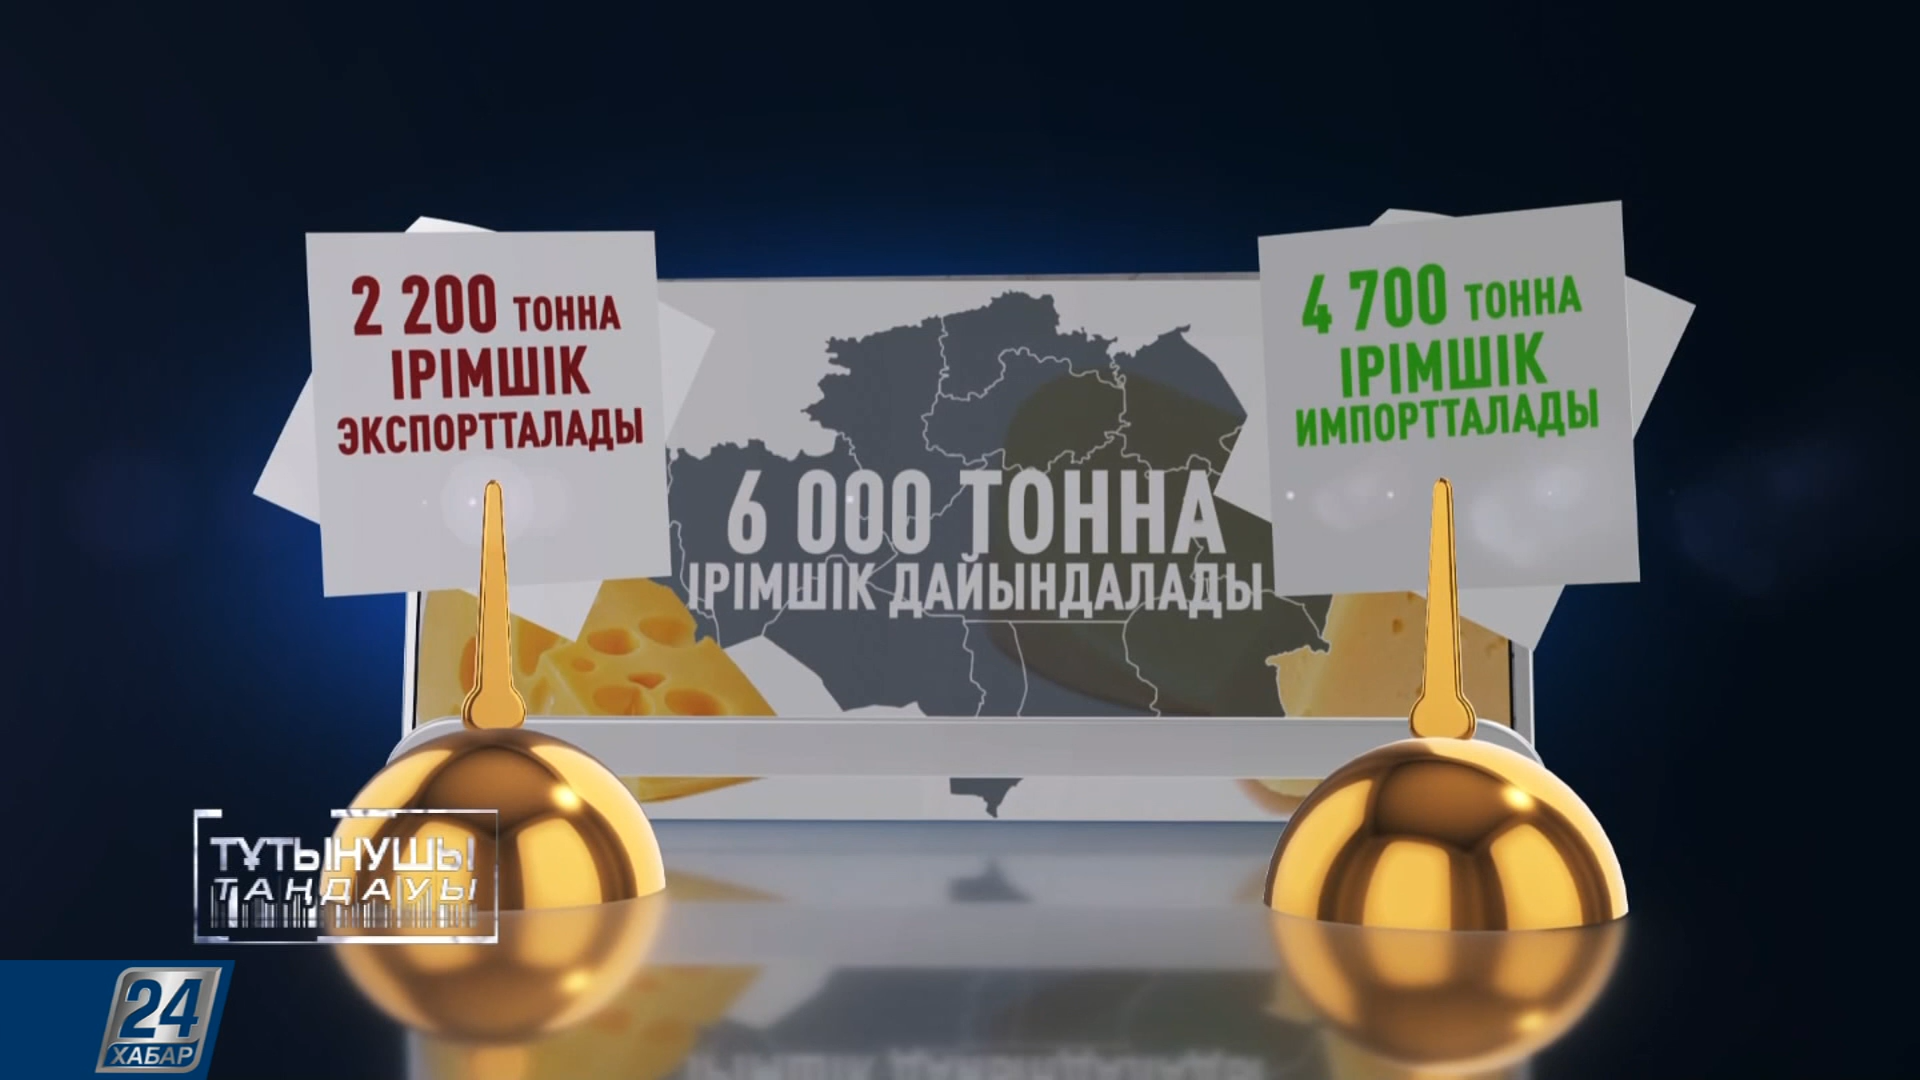 2 200 ТОННА
ІРІМШІК
ЭКСПОРТТАЛАДЫ
4 700 ТОННА
ІРІМШІК
ИМПОРТТАЛАДЫ
6 000 ТОННА
ІРІМШІК ДАЙЫНДАЛАДЫ
ТҰТЫНУШЫ
ТАҢДАУЫ
24
ХАБАР